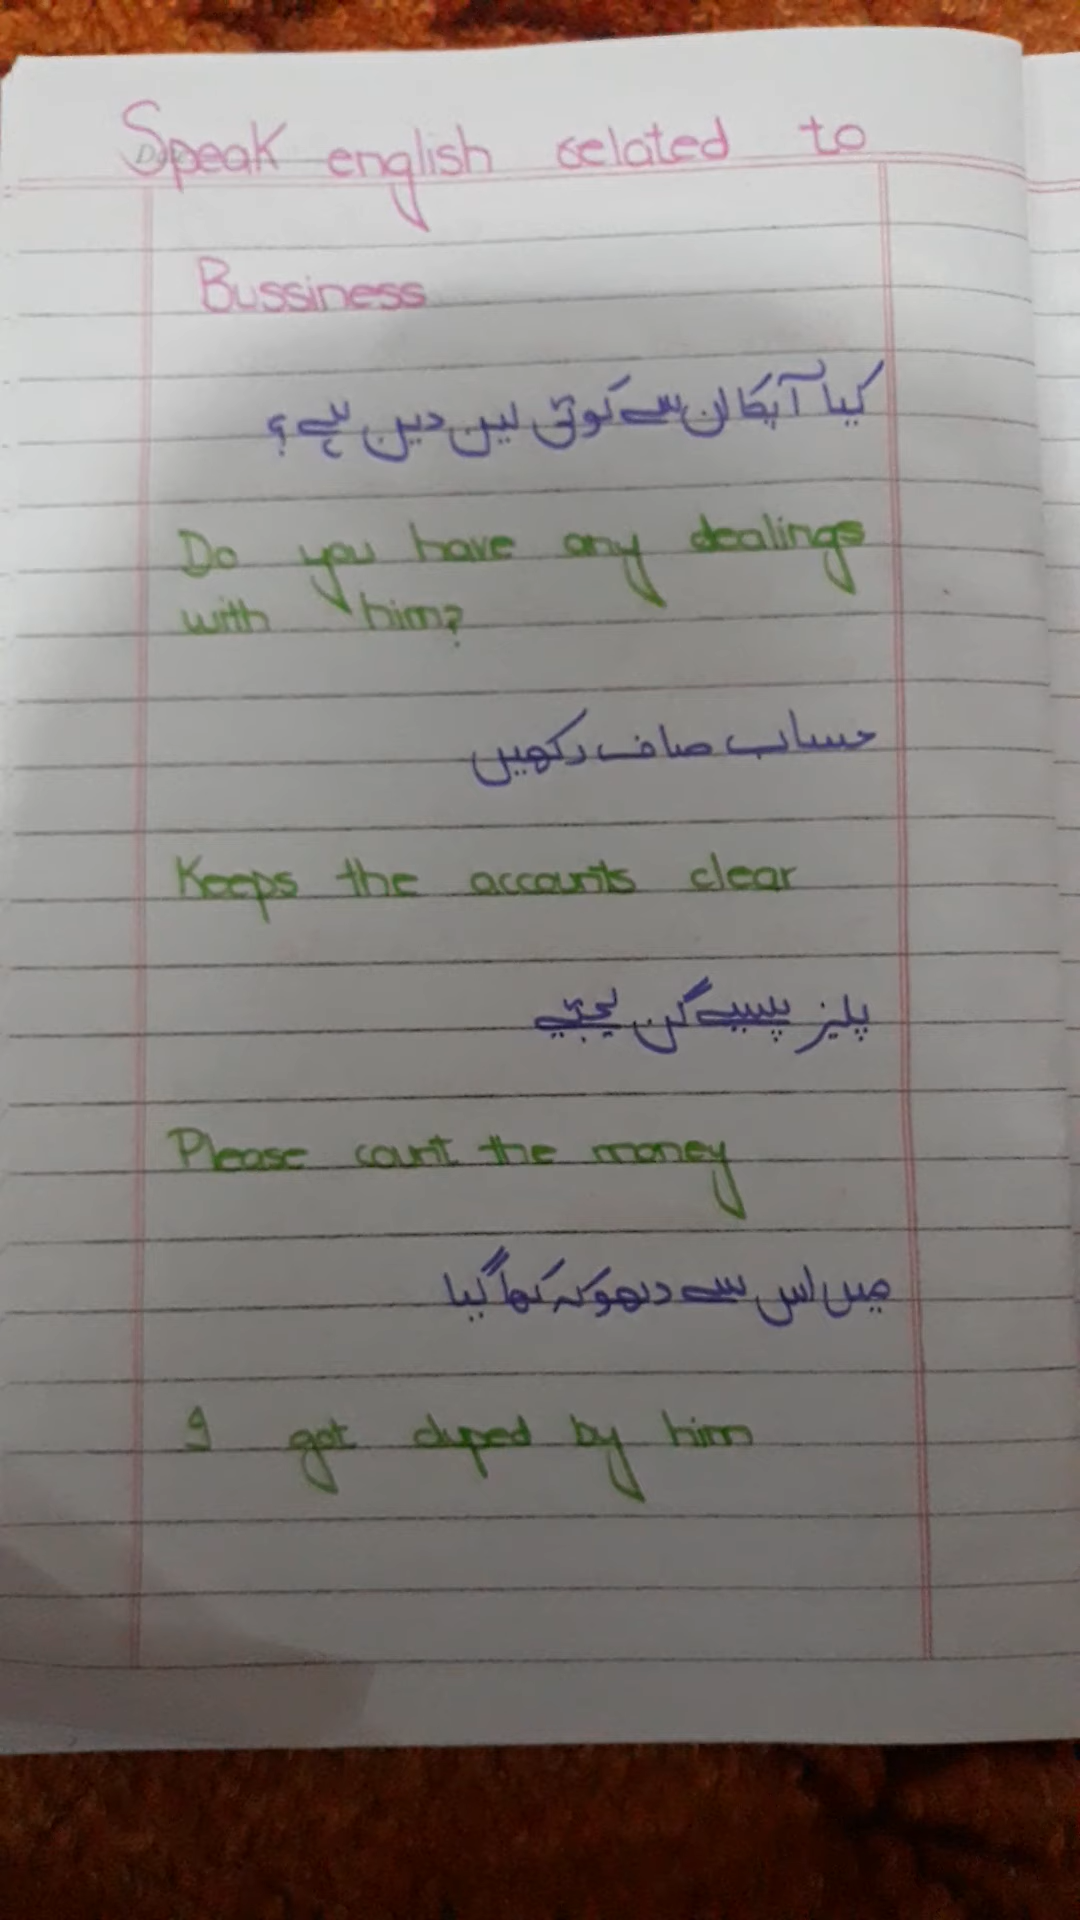 Speak english related to
Bussiness
کیا آپکا ان سے کوئی لین دین ہے؟
Do you have any dealings
with him?
حساب صاف رکھیں
Keeps the accounts clear
پلیز پیسے گن لیجئیے
Please count the money
میں اس سے دھوکہ کھا گیا
I got duped by him